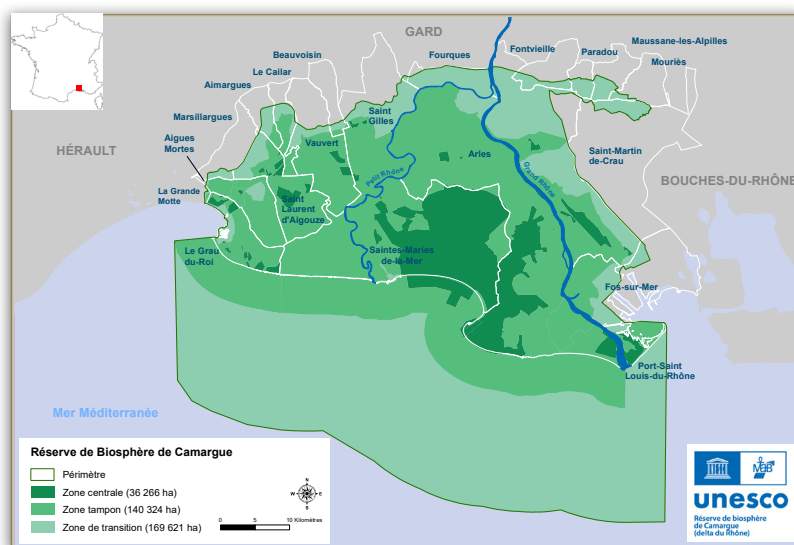 GARD
Maussane-les-Alpilles
Fontvieille
Paradou
Beauvoisin
Fourques
Mouriès
Le Cailar
Aimargues
Saint
Gilles
Marsillargues
Aigues
Mortes
Vauvert
HÉRAULT
Arles
Saint-Martin
de-Crau
Petit Rhône
Grand Rhône
BOUCHES-DU-RHÔNE
La Grande
Motte
Saint
Laurent
d'Aigouze
Le Grau
du-Roi
Saintes-Maries
de-la-Mer
Fos-sur-Mer
Port-Saint
Louis-du-Rhône
Mer Méditerranée
Réserve de Biosphère de Camargue
Périmètre
Zone centrale (36 266 ha)
Zone tampon (140 324 ha)
Zone de transition (169 621 ha)
N
W E
S
0 5 10 Kilomètres
MAB
unesco
Réserve de biosphère
de Camargue
(delta du Rhône)